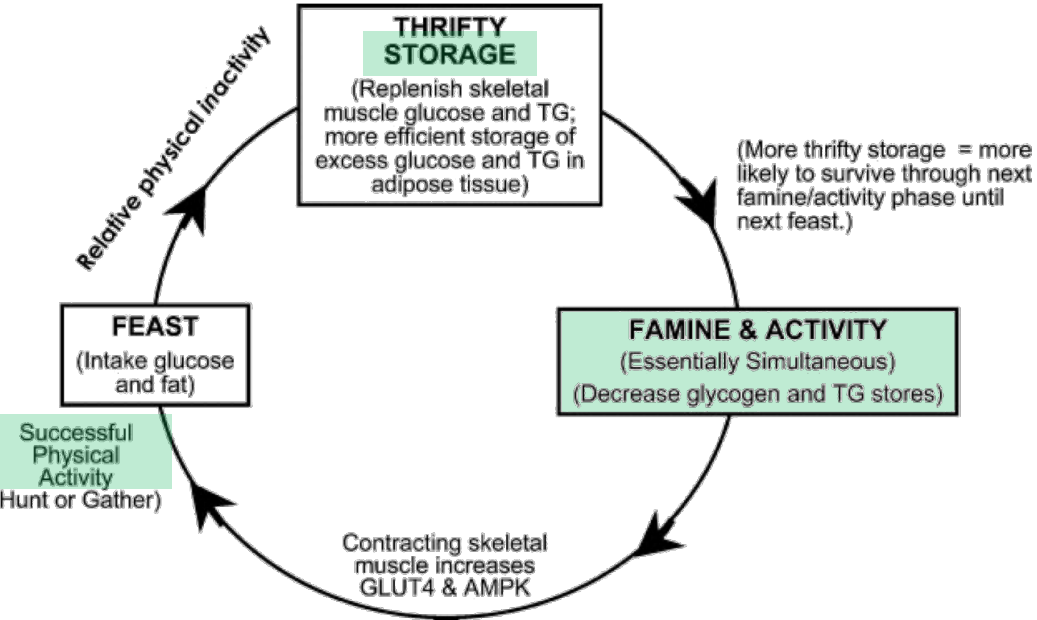 THRIFTY
STORAGE
(Replenish skeletal
muscle glucose and TG;
more efficient storage of
excess glucose and TG in
adipose tissue)
Relative physical inactivity
(More thrifty storage = more
likely to survive through next
famine/activity phase until
next feast.)
FEAST
(Intake glucose
and fat)
FAMINE & ACTIVITY
(Essentially Simultaneous)
(Decrease glycogen and TG stores)
Successful
Physical
Activity
Hunt or Gather)
Contracting skeletal
muscle increases
GLUT4 & AMPK